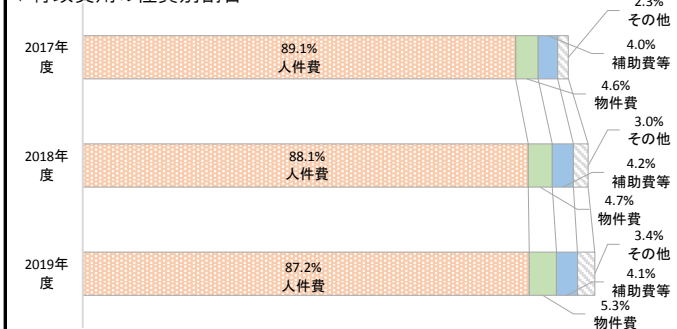 2.3%
その他
2017年
度
89.1%
人件費
4.0%
補助費等
4.6%
物件費
3.0%
その他
2018年
度
88.1%
人件費
4.2%
補助費等
4.7%
物件費
3.4%
その他
2019年
度
87.2%
人件費
4.1%
補助費等
5.3%
物件費